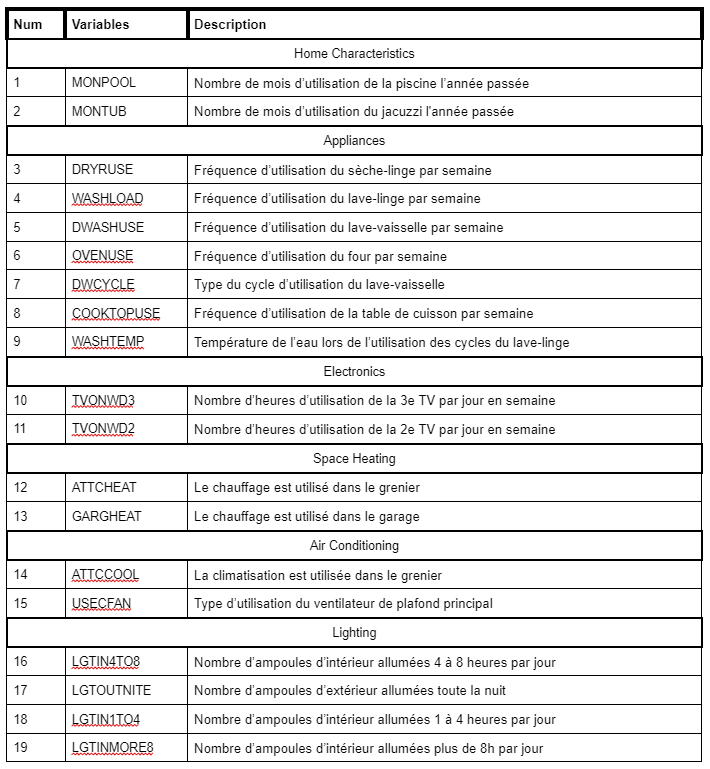 Num Variables Description
Home Characteristics
1 MONPOOL Nombre de mois d'utilisation de la piscine l'année passée
2 MONTUB Nombre de mois d'utilisation du jacuzzi l'année passée
Appliances
3 DRYRUSE Fréquence d'utilisation du sèche-linge par semaine
4 WASHLOAD Fréquence d'utilisation du lave-linge par semaine
5 DWASHUSE Fréquence d'utilisation du lave-vaisselle par semaine
6 OVENUSE Fréquence d'utilisation du four par semaine
7 DWCYCLE Type du cycle d'utilisation du lave-vaisselle
8 COOKTOPUSE Fréquence d'utilisation de la table de cuisson par semaine
9 WASHTEMP Température de l'eau lors de l'utilisation des cycles du lave-linge
Electronics
10 TVONWD3 Nombre d'heures d'utilisation de la 3e TV par jour en semaine
11 TVONWD2 Nombre d'heures d'utilisation de la 2e TV par jour en semaine
Space Heating
12 ATTCHEAT Le chauffage est utilisé dans le grenier
13 GARGHEAT Le chauffage est utilisé dans le garage
Air Conditioning
14 ATTCCOOL La climatisation est utilisée dans le grenier
15 USECFAN Type d'utilisation du ventilateur de plafond principal
Lighting
16 LGTIN4TO8 Nombre d'ampoules d'intérieur allumées 4 à 8 heures par jour
17 LGTOUTNITE Nombre d'ampoules d'extérieur allumées toute la nuit
18 LGTIN1TO4 Nombre d'ampoules d'intérieur allumées 1 à 4 heures par jour
19 LGTINMORE8 Nombre d'ampoules d'intérieur allumées plus de 8h par jour